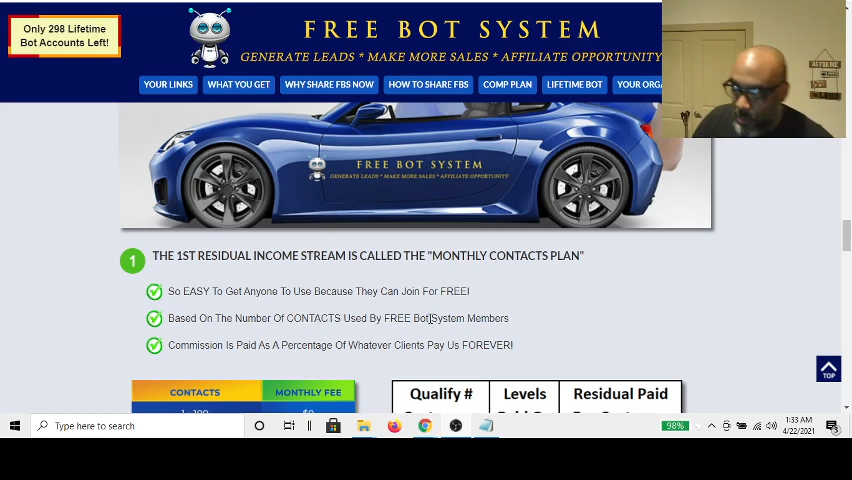 Only 298 Lifetime
Bot Accounts Left!
FREE BOT SYSTEM
GENERATE LEADS * MAKE MORE SALES * AFFILIATE OPPORTUNITY
YOUR LINKS
WHAT YOU GET
WHY SHARE FBS NOW
HOW TO SHARE FBS
COMP PLAN
LIFETIME BOT
YOUR ORGA
FREE BOT SYSTEM
GENERATE LEADS * MAKE MORE SALES * AFFILIATE OPPORTUNITY
1 THE 1ST RESIDUAL INCOME STREAM IS CALLED THE "MONTHLY CONTACTS PLAN"
So EASY To Get Anyone To Use Because They Can Join For FREE!
Based On The Number Of CONTACTS Used By FREE Bot System Members
Commission Is Paid As A Percentage Of Whatever Clients Pay Us FOREVER!
CONTACTS MONTHLY FEE
Qualify # Levels Residual Paid
TOP
Type here to search
98%
1:33 AM
4/22/2021
3